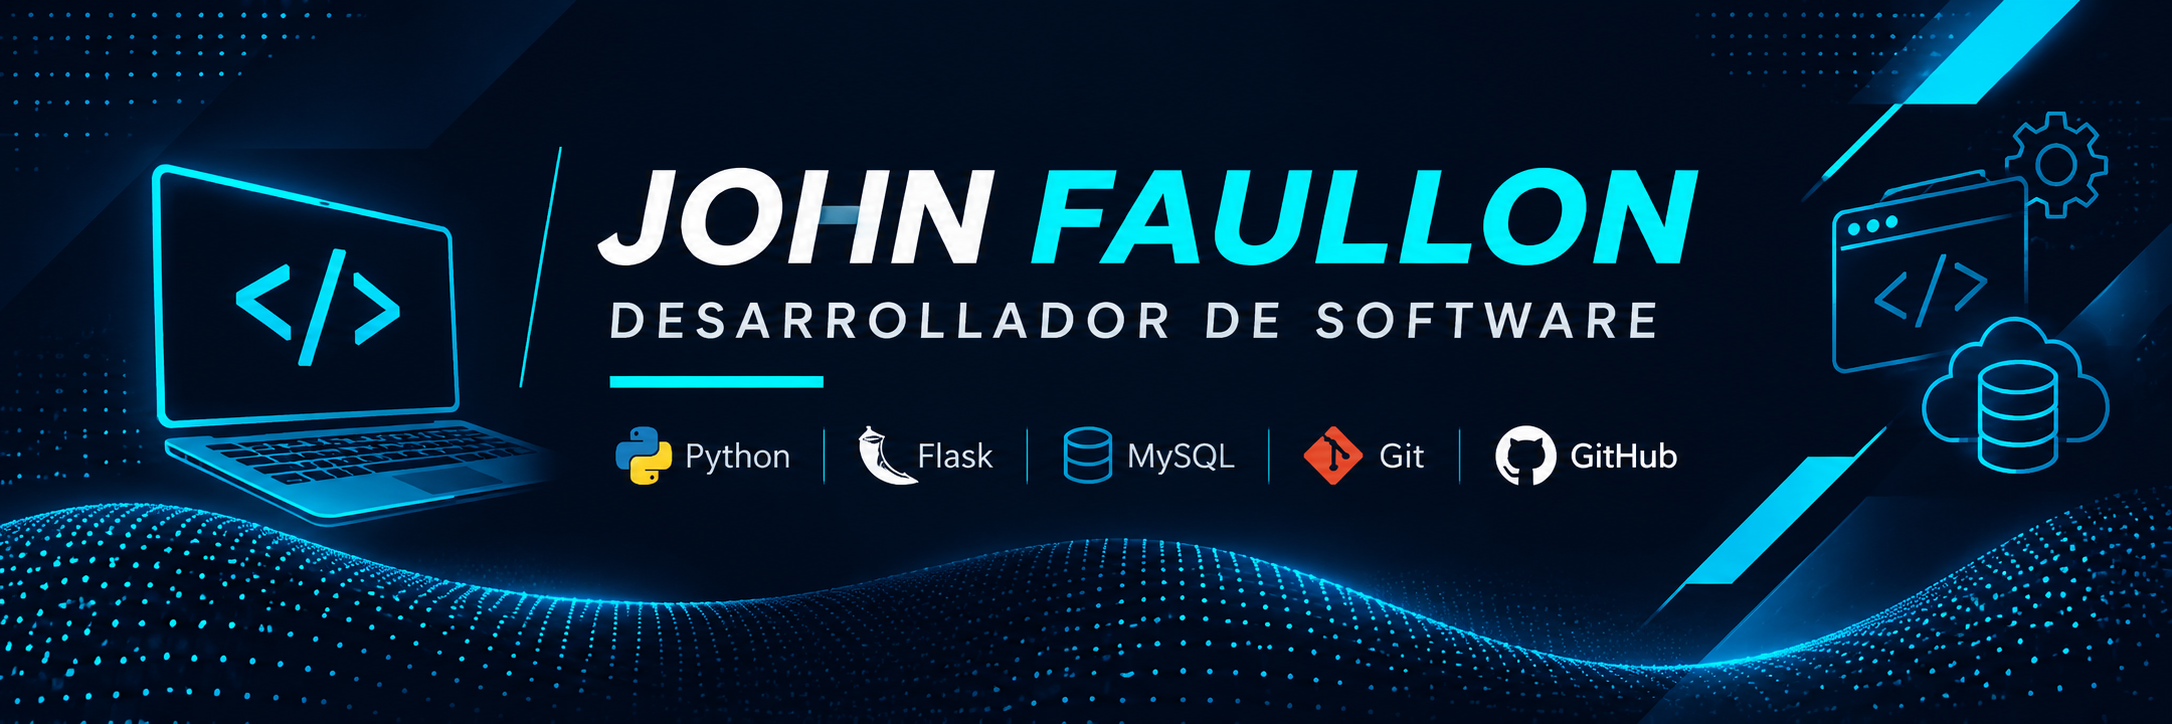 JOHN FAULLON
DESARROLLADOR DE SOFTWARE
Python Flask MySQL Git GitHub
</>
</>